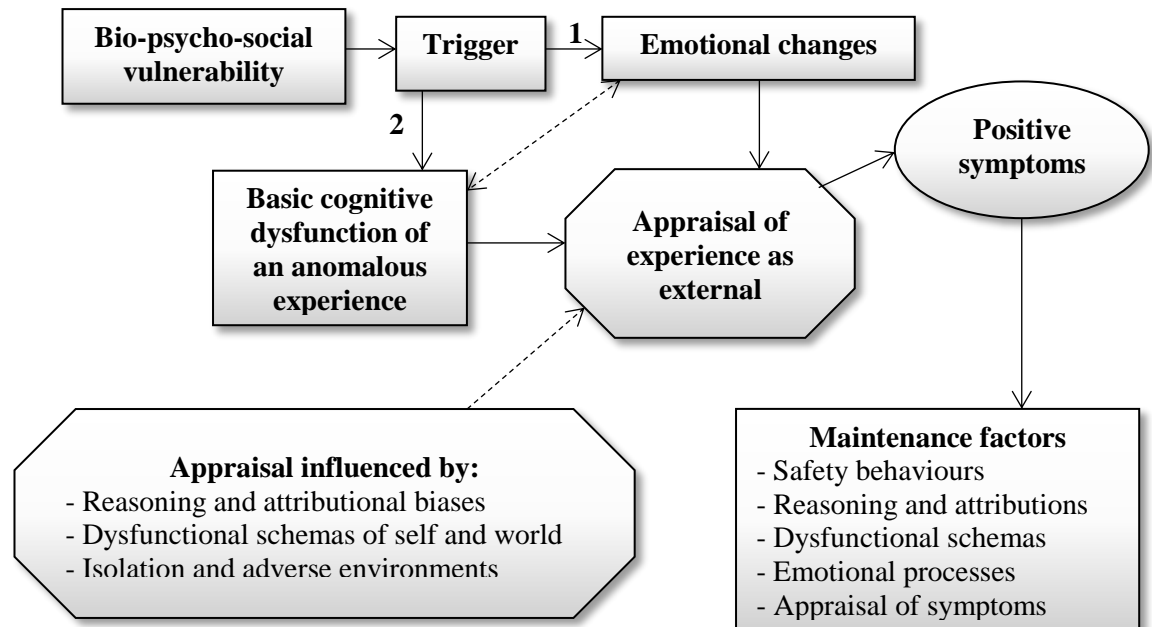 Bio-psycho-social
vulnerability
Trigger
1
Emotional changes
2
Positive
symptoms
Basic cognitive
dysfunction of
an anomalous
experience
Appraisal of
experience as
external
Appraisal influenced by:
- Reasoning and attributional biases
- Dysfunctional schemas of self and world
- Isolation and adverse environments
Maintenance factors
- Safety behaviours
- Reasoning and attributions
- Dysfunctional schemas
- Emotional processes
- Appraisal of symptoms